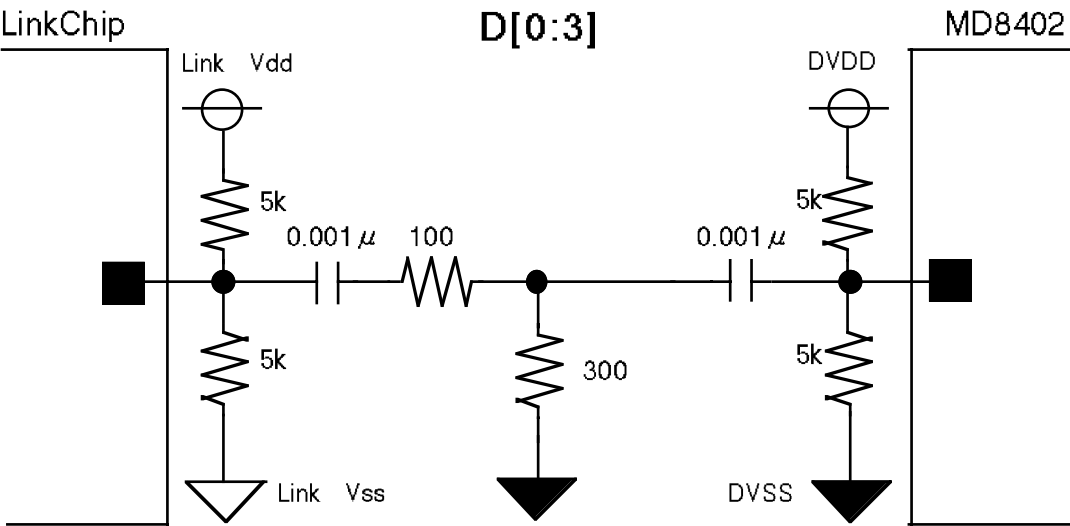 LinkChip
D[0:3]
MD8402
Link Vdd
DVDD
5k
5k
0.001μ
100
0.001μ
5k
300
5k
Link Vss
DVSS